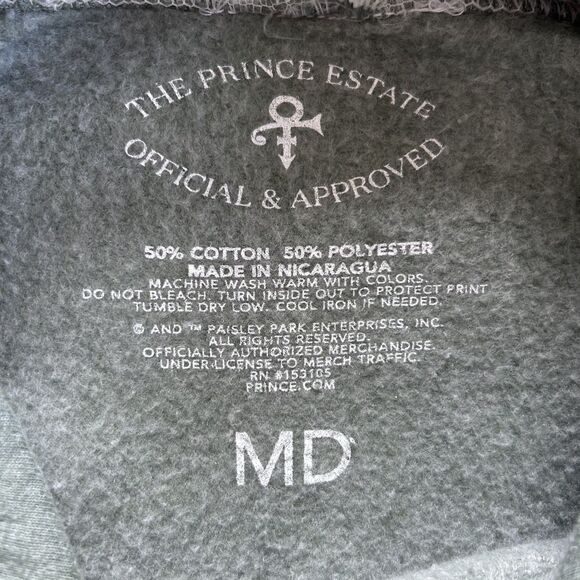 THE PRINCE ESTATE
OFFICIAL & APPROVED
50% COTTON 50% POLYESTER
MADE IN NICARAGUA
MACHINE WASH WARM WITH COLORS.
DO NOT BLEACH. TURN INSIDE OUT TO PROTECT PRINT
TUMBLE DRY LOW. COOL IRON IF NEEDED.
© AND ™ PAISLEY PARK ENTERPRISES, INC.
ALL RIGHTS RESERVED.
OFFICIALLY AUTHORIZED MERCHANDISE.
UNDER LICENSE TO MERCH TRAFFIC.
RN #153105
PRINCE.COM
MD